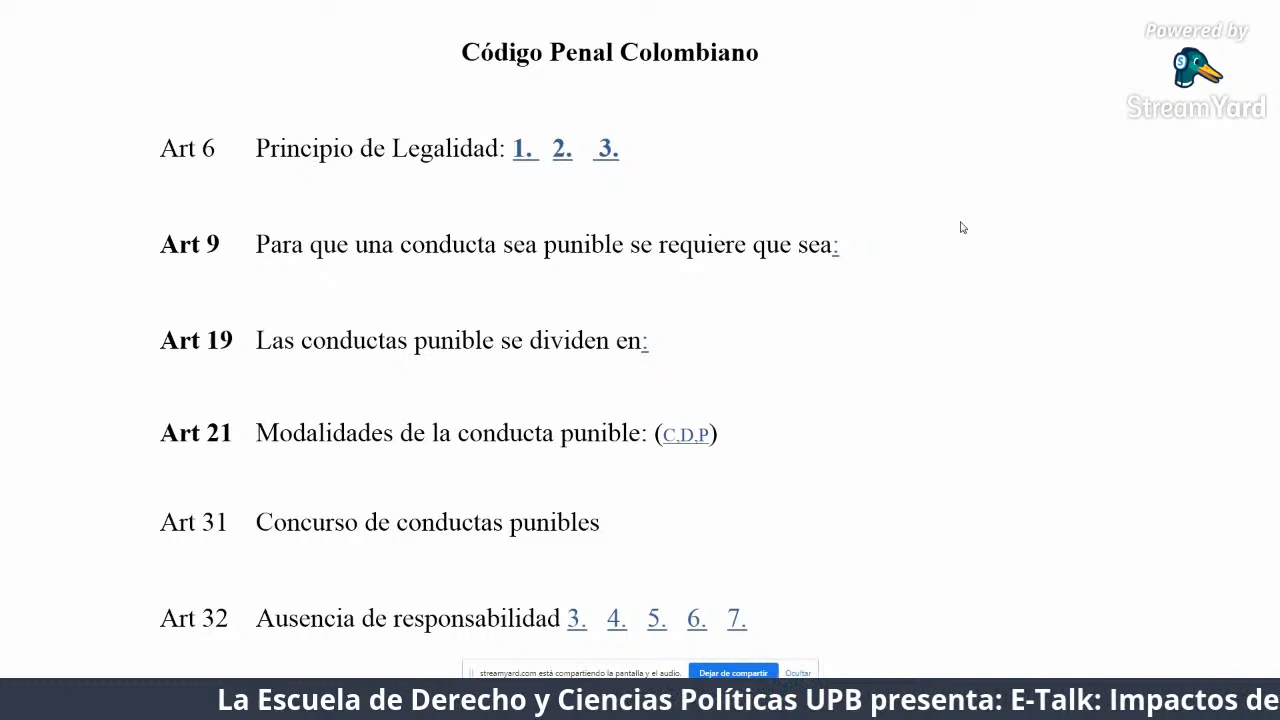 Código Penal Colombiano
Powered by
StreamYard
Art 6 Principio de Legalidad: 1. 2. 3.
Art 9 Para que una conducta sea punible se requiere que sea:
Art 19 Las conductas punible se dividen en:
Art 21 Modalidades de la conducta punible: (C,D,P)
Art 31 Concurso de conductas punibles
Art 32 Ausencia de responsabilidad 3. 4. 5. 6. 7.
streamyard.com está compartiendo la pantalla y el audio. Dejar de compartir Ocultar
La Escuela de Derecho y Ciencias Políticas UPB presenta: E-Talk: Impactos de